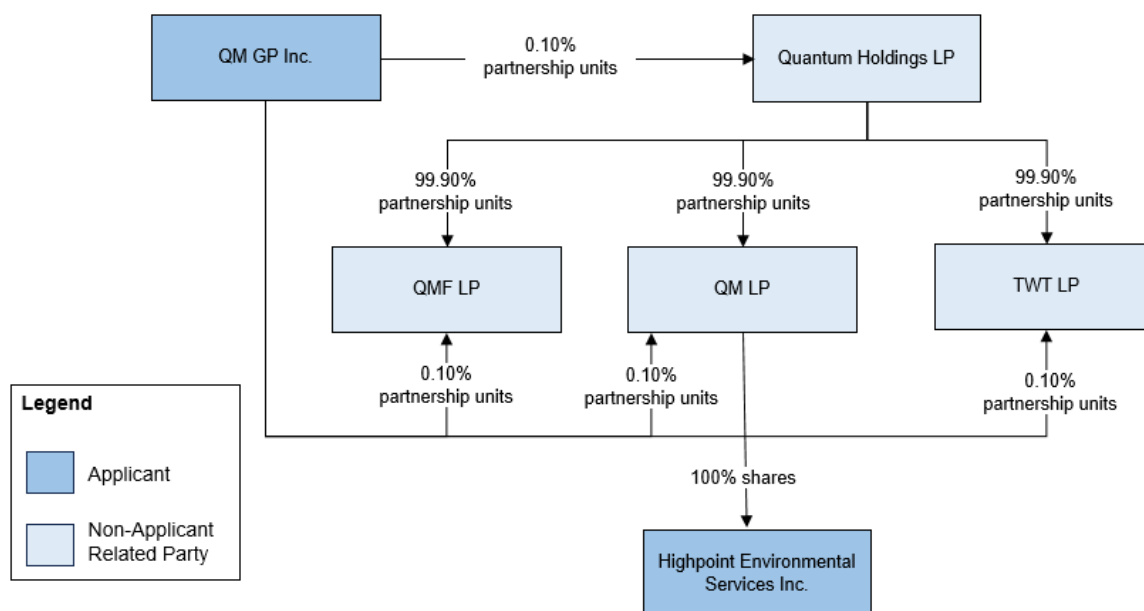 QM GP Inc.
0.10%
partnership units
Quantum Holdings LP
99.90%
partnership units
99.90%
partnership units
99.90%
partnership units
QMF LP
QM LP
TWT LP
0.10%
partnership units
0.10%
partnership units
0.10%
partnership units
Legend
Applicant
Non-Applicant
Related Party
100% shares
Highpoint Environmental
Services Inc.